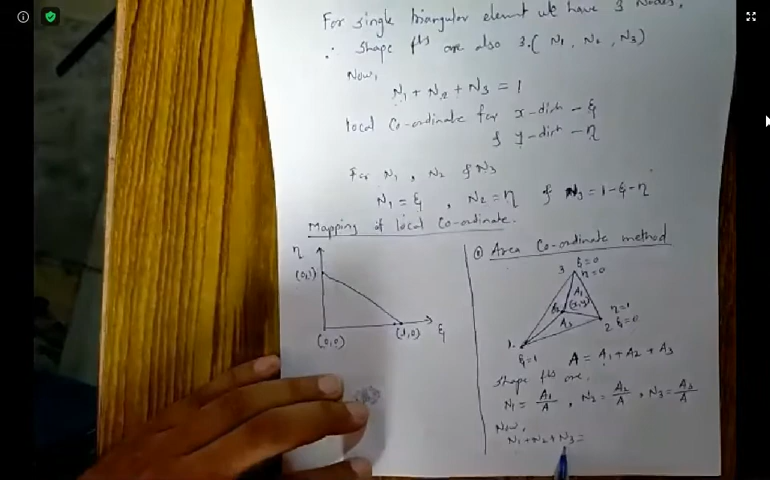 For single triangular element we have 3 Nodes,
∴ Shape fns are also 3. ( N₁, N₂, N₃ )
Now,
N₁ + N₂ + N₃ = 1
local Co-ordinate for x-dirn - ξ
& y-dirn - η
For N₁, N₂ & N₃
N₁ = ξ, N₂ = η & N₃ = 1 - ξ - η
Mapping of local Co-ordinate.
η
(0,1)
(0,0)
(1,0)
ξ
Area Co-ordinate method
ξ=0
3 η=0
A₁
(x,y)
A₂
A₃
η=1
2 ξ=0
1
ξ=1
A = A₁ + A₂ + A₃
Shape fns are,
N₁ = A₁/A, N₂ = A₂/A, N₃ = A₃/A
Now,
N₁ + N₂ + N₃ =